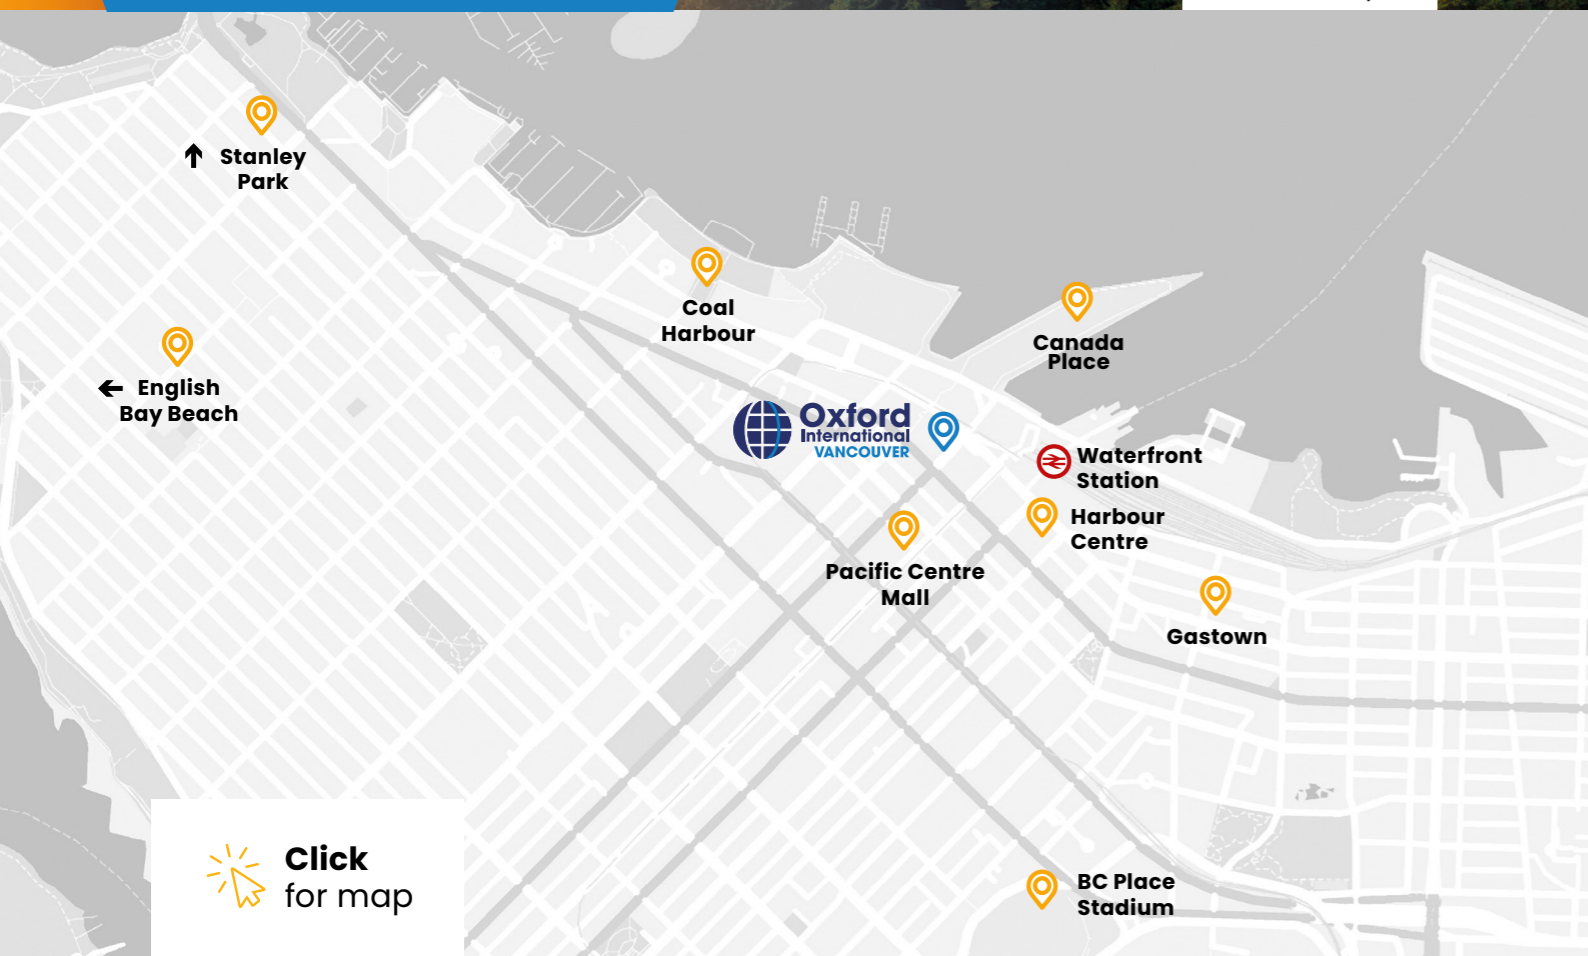 Stanley
Park
Coal
Harbour
Canada
Place
English
Bay Beach
Oxford
International
VANCOUVER
Waterfront
Station
Harbour
Centre
Pacific Centre
Mall
Gastown
Click
for map
BC Place
Stadium